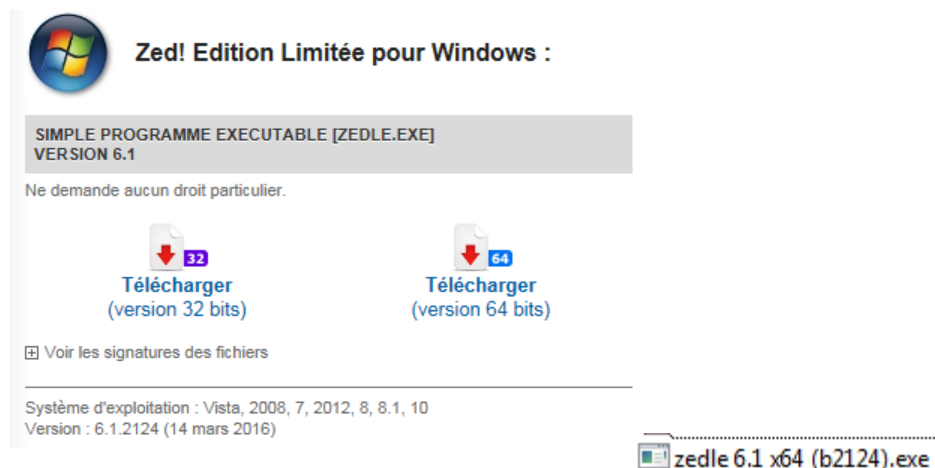 Zed! Edition Limitée pour Windows :
SIMPLE PROGRAMME EXECUTABLE [ZEDLE.EXE]
VERSION 6.1
Ne demande aucun droit particulier.
32
64
Télécharger
(version 32 bits)
Télécharger
(version 64 bits)
Voir les signatures des fichiers
Système d'exploitation : Vista, 2008, 7, 2012, 8, 8.1, 10
Version : 6.1.2124 (14 mars 2016)
zedle 6.1 x64 (b2124).exe